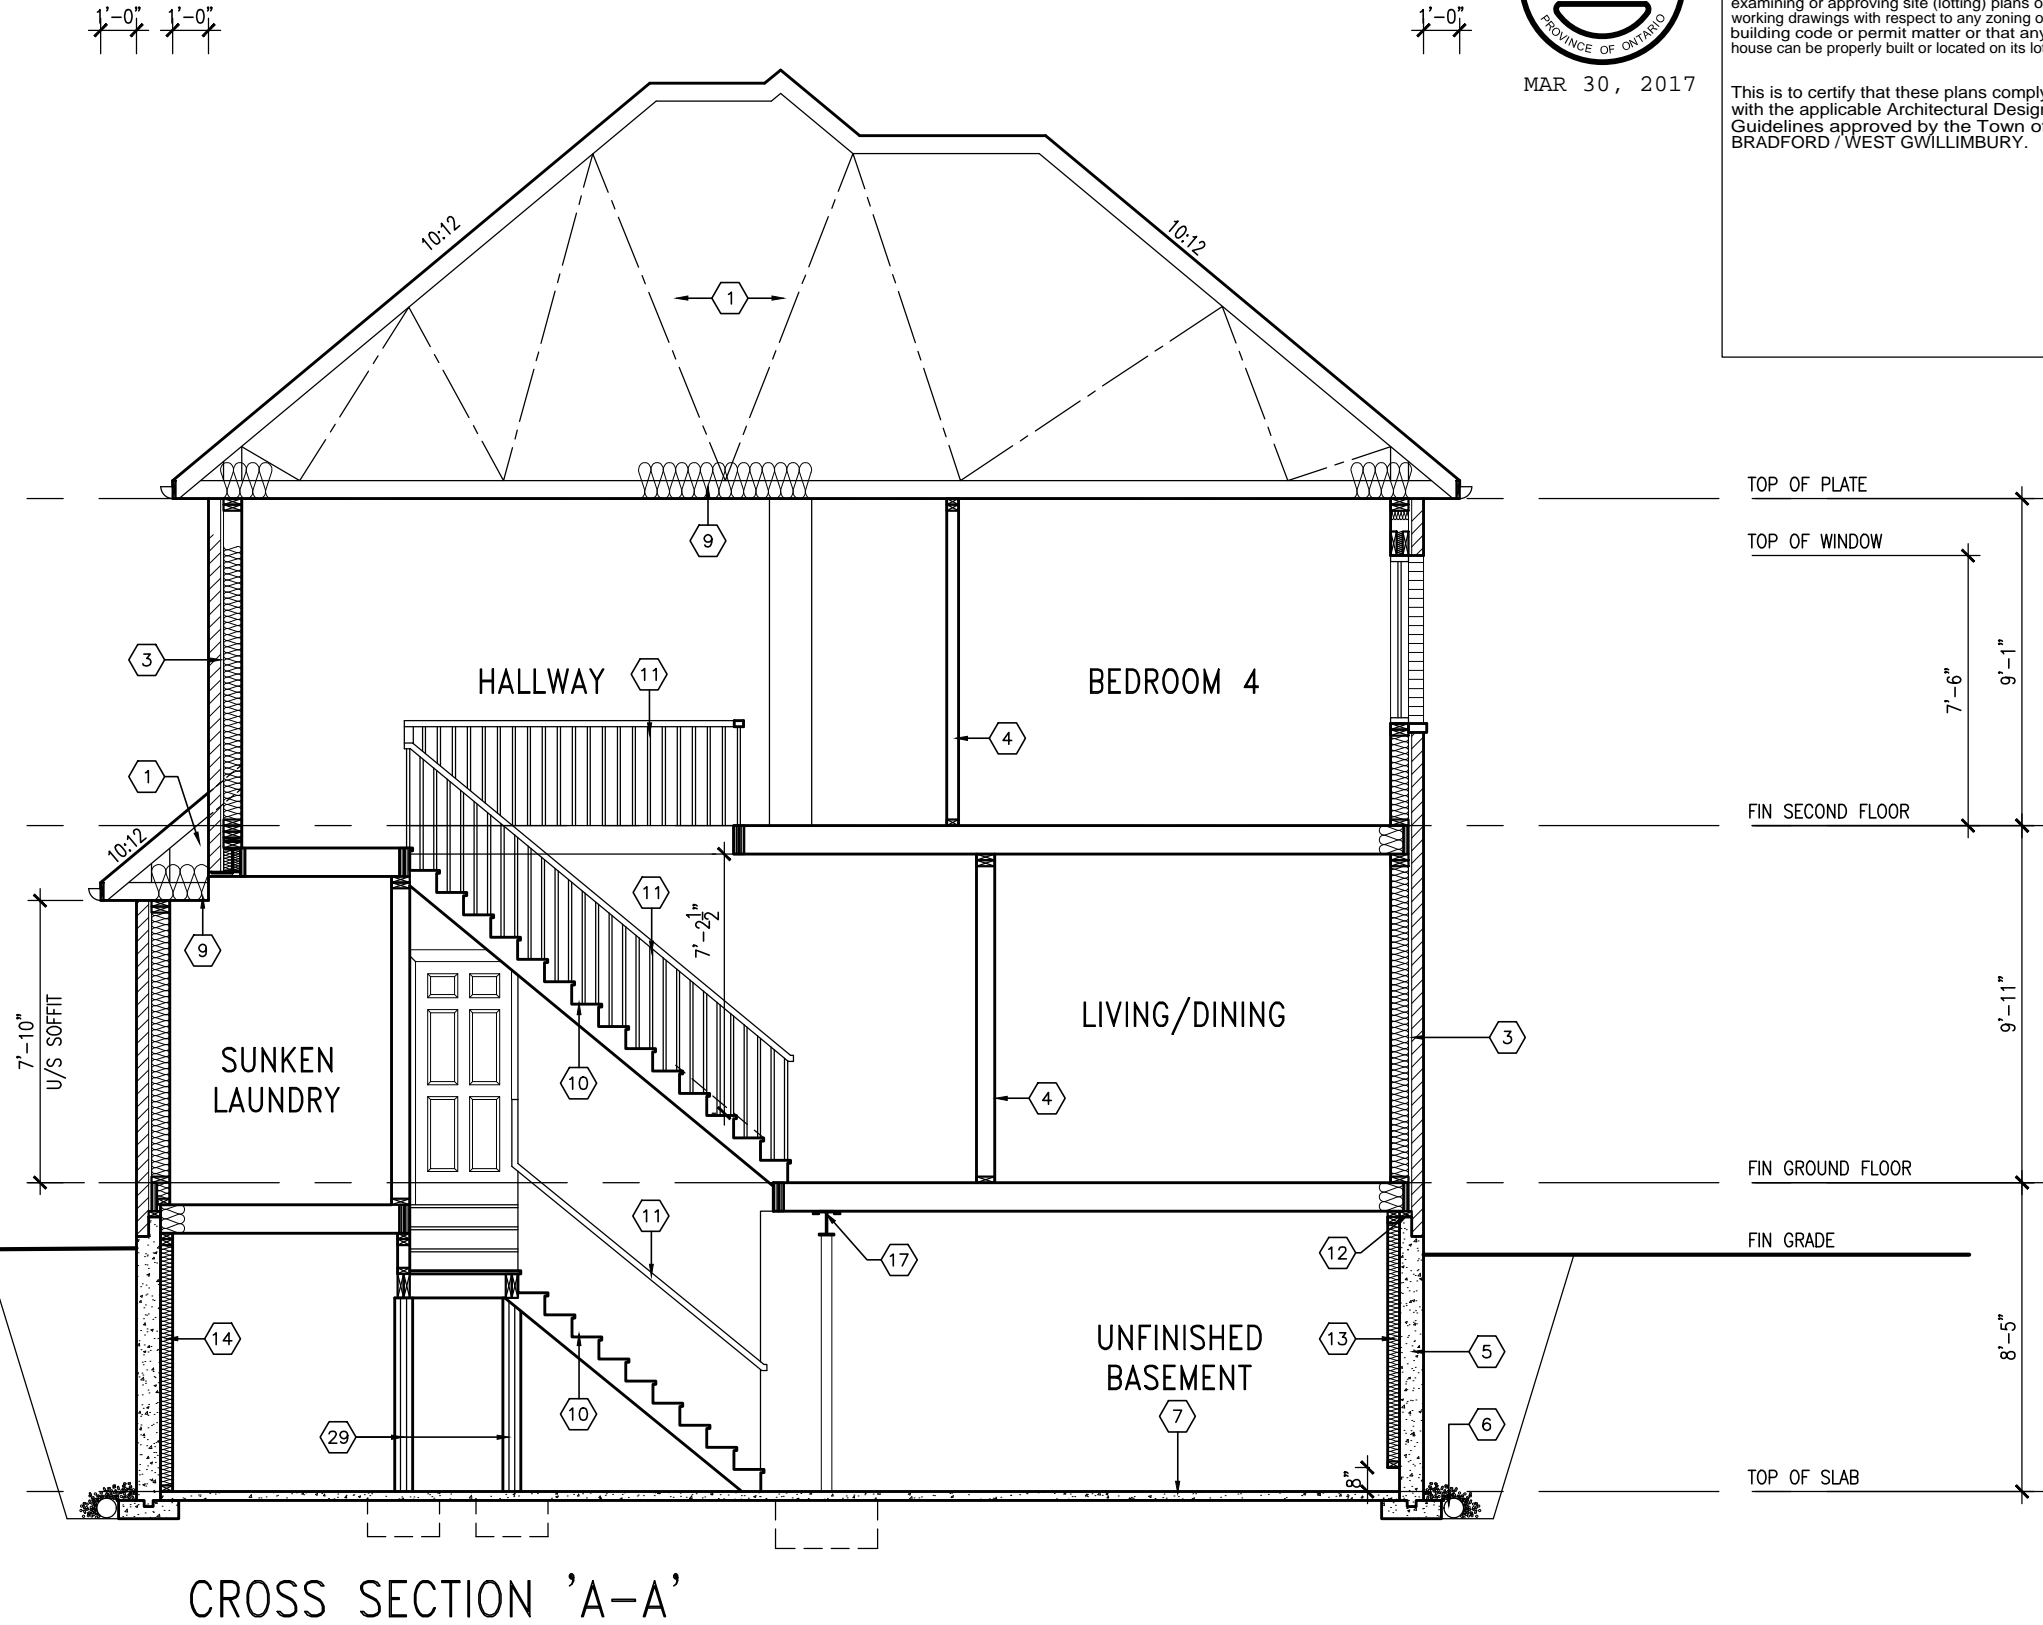 1'-0" 1'-0" 1'-0"
PROVINCE OF ONTARIO
MAR 30, 2017
examining or approving site (lotting) plans o
working drawings with respect to any zoning o
building code or permit matter or that any
house can be properly built or located on its lo
This is to certify that these plans comply
with the applicable Architectural Design
Guidelines approved by the Town o
BRADFORD / WEST GWILLIMBURY.
10:12 10:12
1
TOP OF PLATE
9
TOP OF WINDOW
3
HALLWAY 11 BEDROOM 4
7'-6" 9'-1"
4
1
10:12
FIN SECOND FLOOR
11
7'-2½"
9
7'-10"
U/S SOFFIT
LIVING/DINING
9'-11"
3
SUNKEN
LAUNDRY
10
4
FIN GROUND FLOOR
11
17
12
FIN GRADE
14
UNFINISHED
BASEMENT
13
5
8'-5"
10
7
29
6
8"
TOP OF SLAB
CROSS SECTION 'A-A'